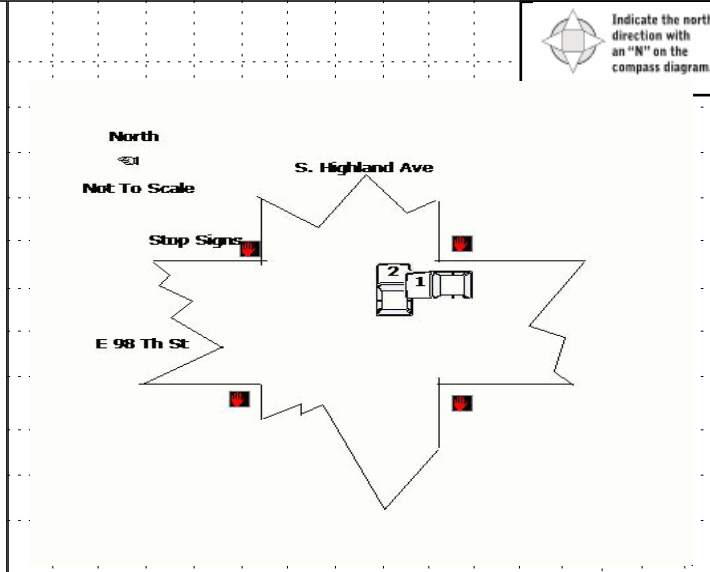 Indicate the north
direction with
an "N" on the
compass diagram.
North
S. Highland Ave
Not To Scale
Stop Signs
2
1
E 98 Th St